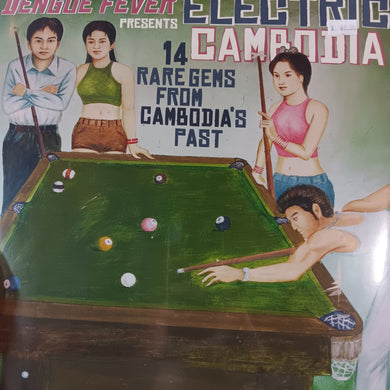 DENGUE FEVER
PRESENTS
ELECTRIC
CAMBODIA
14
RARE GEMS
FROM
CAMBODIA'S
PAST